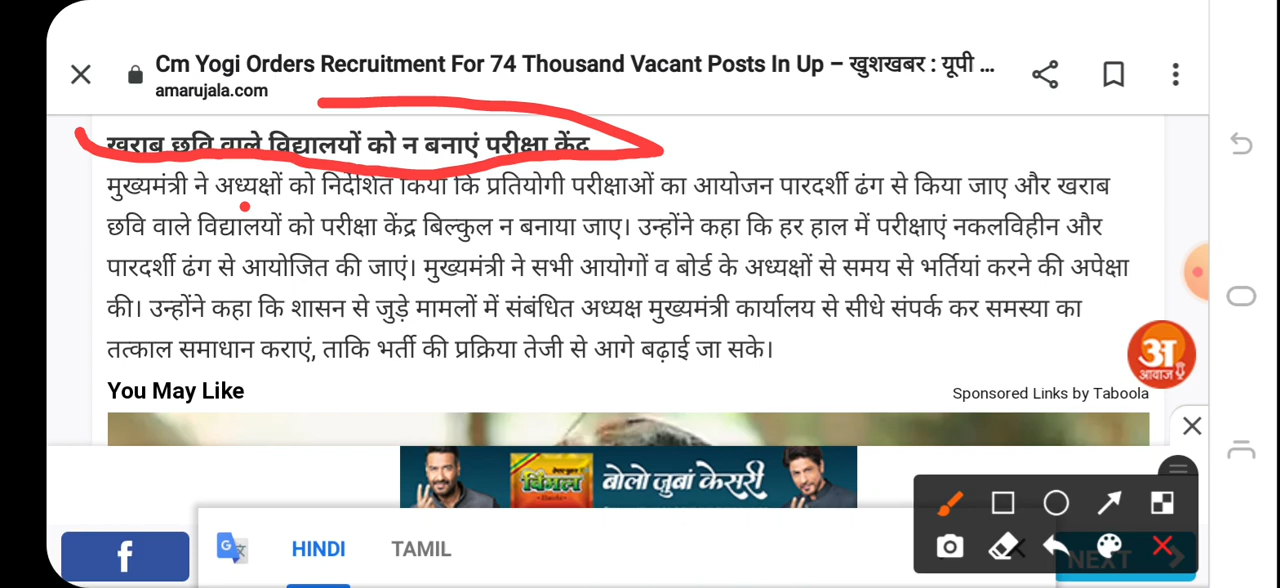 Cm Yogi Orders Recruitment For 74 Thousand Vacant Posts In Up – खुशखबर : यूपी ...
amarujala.com
खराब छवि वाले विद्यालयों को न बनाएं परीक्षा केंद्र
मुख्यमंत्री ने अध्यक्षों को निर्देशित किया कि प्रतियोगी परीक्षाओं का आयोजन पारदर्शी ढंग से किया जाए और खराब
छवि वाले विद्यालयों को परीक्षा केंद्र बिल्कुल न बनाया जाए। उन्होंने कहा कि हर हाल में परीक्षाएं नकलविहीन और
पारदर्शी ढंग से आयोजित की जाएं। मुख्यमंत्री ने सभी आयोगों व बोर्ड के अध्यक्षों से समय से भर्तियां करने की अपेक्षा
की। उन्होंने कहा कि शासन से जुड़े मामलों में संबंधित अध्यक्ष मुख्यमंत्री कार्यालय से सीधे संपर्क कर समस्या का
तत्काल समाधान कराएं, ताकि भर्ती की प्रक्रिया तेजी से आगे बढ़ाई जा सके।
अ
आवाज
You May Like
Sponsored Links by Taboola
विमल
बोलो ज़ुबां केसरी
f
G
HINDI
TAMIL
NEXT